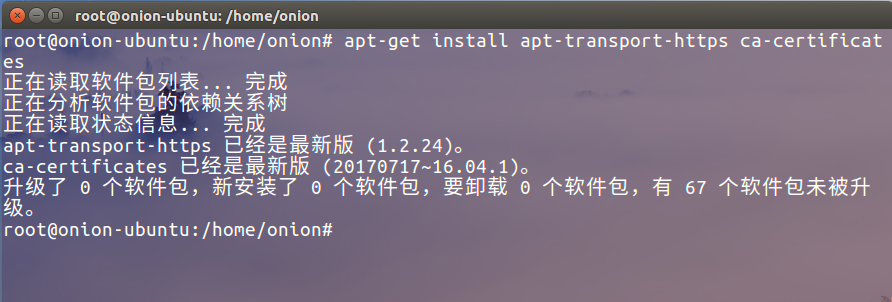 root@onion-ubuntu: /home/onion
root@onion-ubuntu:/home/onion# apt-get install apt-transport-https ca-certificat
es
正在读取软件包列表... 完成
正在分析软件包的依赖关系树
正在读取状态信息... 完成
apt-transport-https 已经是最新版 (1.2.24)。
ca-certificates 已经是最新版 (20170717~16.04.1)。
升级了 0 个软件包，新安装了 0 个软件包，要卸载 0 个软件包，有 67 个软件包未被升
级。
root@onion-ubuntu:/home/onion#